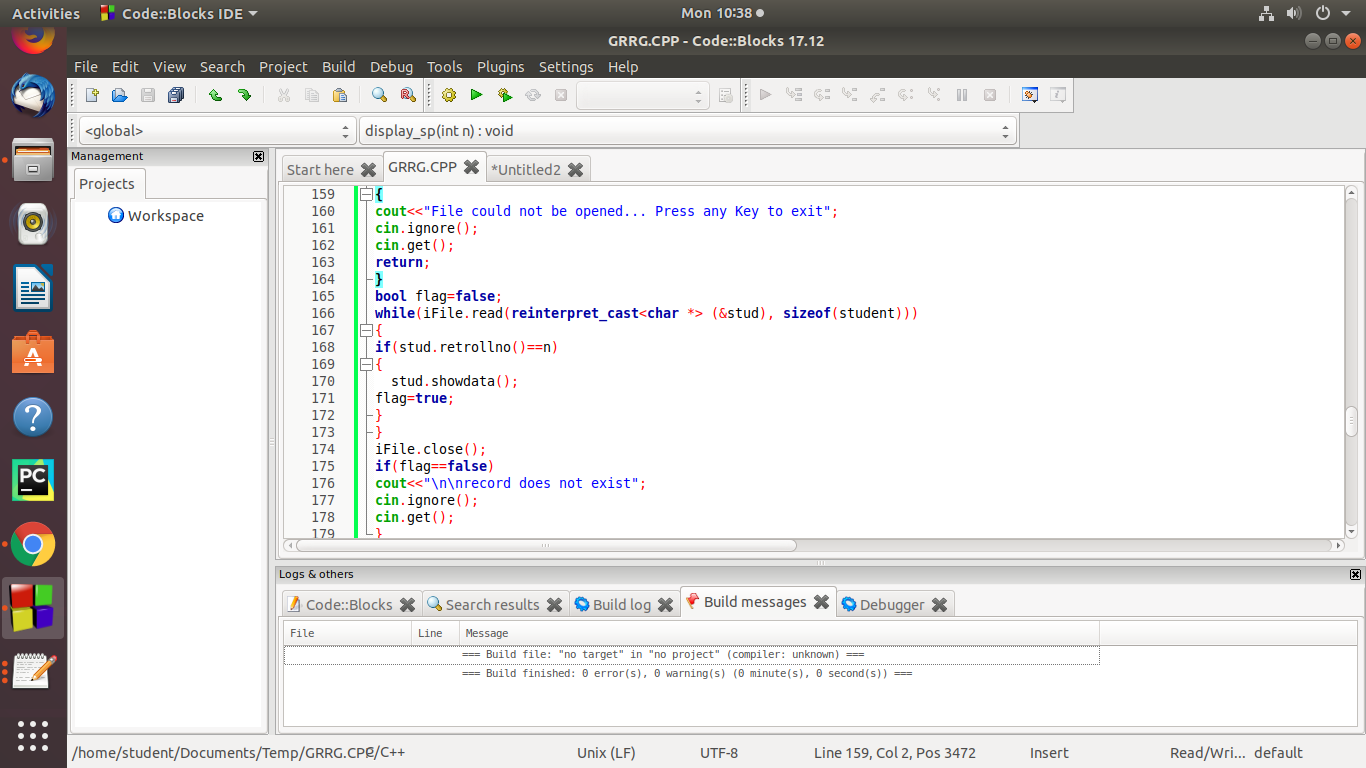 Activities Code::Blocks IDE Mon 10:38
GRRG.CPP - Code::Blocks 17.12
File Edit View Search Project Build Debug Tools Plugins Settings Help
<global> display_sp(int n) : void
Management
Projects
Workspace
Start here GRRG.CPP *Untitled2
159 {
160 cout<<"File could not be opened... Press any Key to exit";
161 cin.ignore();
162 cin.get();
163 return;
164 }
165 bool flag=false;
166 while(iFile.read(reinterpret_cast<char *> (&stud), sizeof(student)))
167 {
168 if(stud.retrollno()==n)
169 {
170 stud.showdata();
171 flag=true;
172 }
173 }
174 iFile.close();
175 if(flag==false)
176 cout<<"\n\nrecord does not exist";
177 cin.ignore();
178 cin.get();
179 }
Logs & others
Code::Blocks Search results Build log Build messages Debugger
File Line Message
=== Build file: "no target" in "no project" (compiler: unknown) ===
=== Build finished: 0 error(s), 0 warning(s) (0 minute(s), 0 second(s)) ===
PC
/home/student/Documents/Temp/GRRG.CPP C/C++ Unix (LF) UTF-8 Line 159, Col 2, Pos 3472 Insert Read/Wri... default